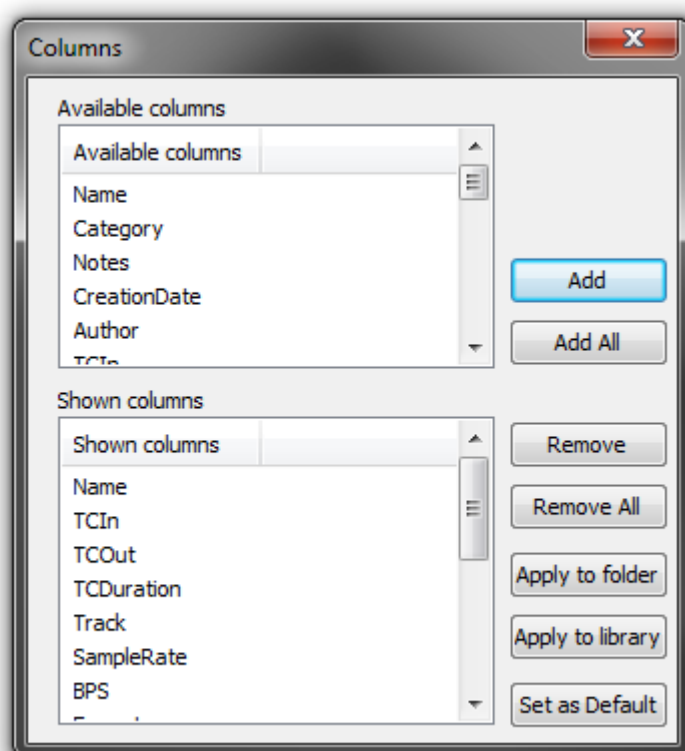 Columns
Available columns
Available columns
Name
Category
Notes
CreationDate
Author
TCIn
Add
Add All
Shown columns
Shown columns
Name
TCIn
TCOut
TCDuration
Track
SampleRate
BPS
Remove
Remove All
Apply to folder
Apply to library
Set as Default